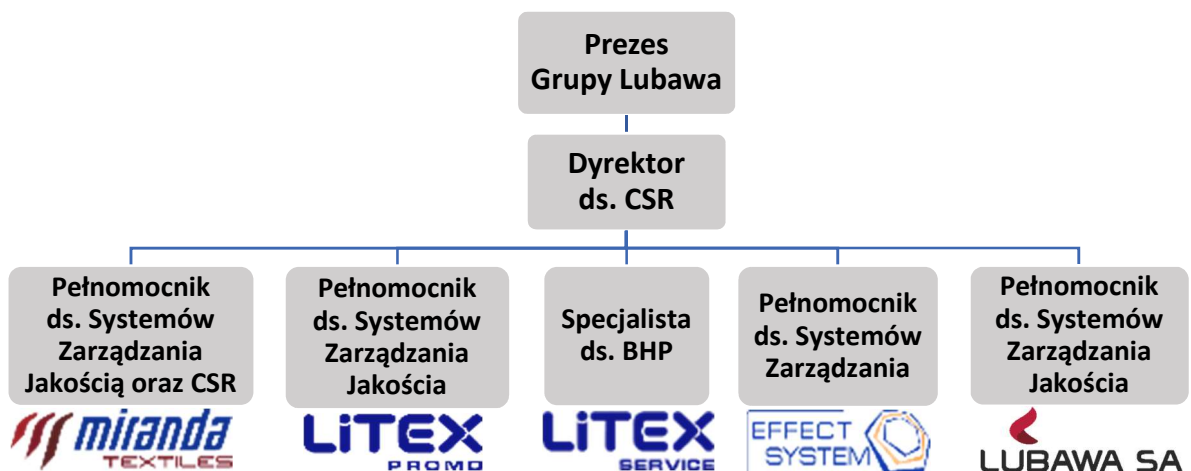 Prezes
Grupy Lubawa
Dyrektor
ds. CSR
Pełnomocnik
ds. Systemów
Zarządzania
Jakością oraz CSR
miranda
TEXTILES
Pełnomocnik
ds. Systemów
Zarządzania
Jakościa
LiTEX
PROMO
Specjalista
ds. BHP
LiTEX
SERVICE
Pełnomocnik
ds. Systemów
Zarządzania
EFFECT
SYSTEM
Pełnomocnik
ds. Systemów
Zarządzania
Jakościa
LUBAWA SA